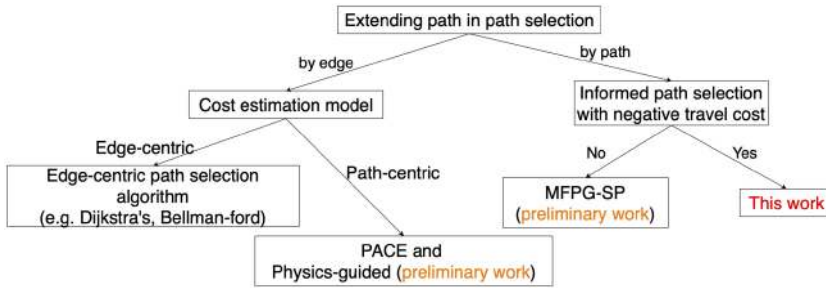 Extending path in path selection
by edge
by path
Cost estimation model
Informed path selection
with negative travel cost
Edge-centric
Path-centric
No
Yes
Edge-centric path selection
algorithm
(e.g. Dijkstra's, Bellman-ford)
MFPG-SP
(preliminary work)
This work
PACE and
Physics-guided (preliminary work)